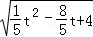 √(1/5 t² − 8/5 t + 4)